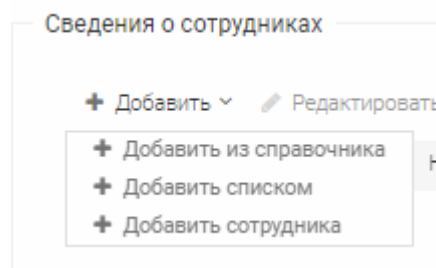 Сведения о сотрудниках
Добавить Редактировать
Добавить из справочника
Добавить списком
Добавить сотрудника